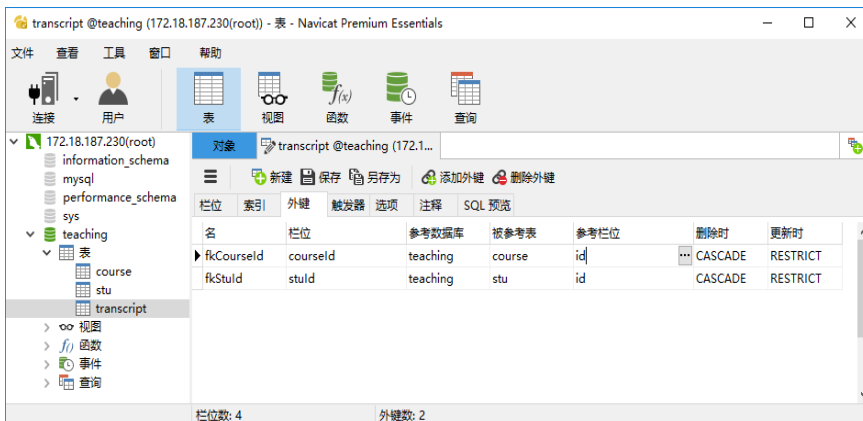 transcript @teaching (172.18.187.230(root)) - 表 - Navicat Premium Essentials
文件 查看 工具 窗口 帮助
连接 用户 表 视图 函数 事件 查询
172.18.187.230(root)
information_schema
mysql
performance_schema
sys
teaching
表
course
stu
transcript
视图
函数
事件
查询
对象 transcript @teaching (172.1...
新建 保存 另存为 添加外键 删除外键
栏位 索引 外键 触发器 选项 注释 SQL 预览
名 栏位 参考数据库 被参考表 参考栏位 删除时 更新时
fkCourseId courseId teaching course id ... CASCADE RESTRICT
fkStuId stuId teaching stu id CASCADE RESTRICT
栏位数: 4 外键数: 2